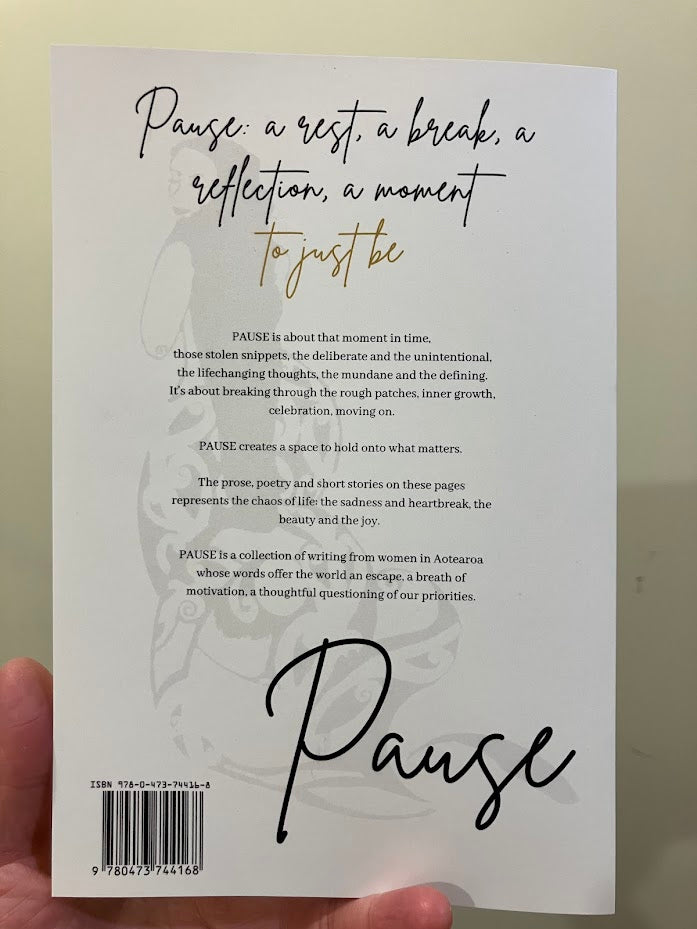 Pause: a rest, a break, a
reflection, a moment
to just be
PAUSE is about that moment in time,
those stolen snippets, the deliberate and the unintentional,
the lifechanging thoughts, the mundane and the defining.
It's about breaking through the rough patches, inner growth,
celebration, moving on.
PAUSE creates a space to hold onto what matters.
The prose, poetry and short stories on these pages
represents the chaos of life: the sadness and heartbreak, the
beauty and the joy.
PAUSE is a collection of writing from women in Aotearoa
whose words offer the world an escape, a breath of
motivation, a thoughtful questioning of our priorities.
Pause
ISBN 978-0-473-74416-8
9 780473 744168